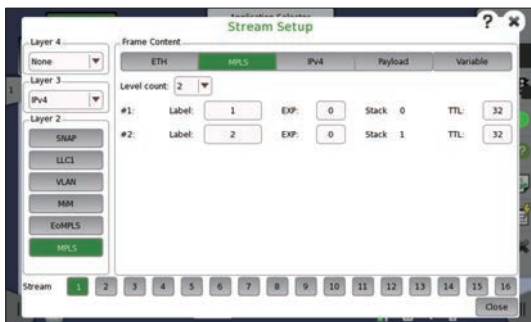 Application Selector
Stream Setup
? ×
Layer 4
None
Layer 3
IPv4
Layer 2
SNAP
LLC1
VLAN
MiM
EoMPLS
MPLS
Frame Content
ETH MPLS IPv4 Payload Variable
Level count: 2
#1: Label: 1 EXP: 0 Stack 0 TTL: 32
#2: Label: 2 EXP: 0 Stack 1 TTL: 32
Stream 1 2 3 4 5 6 7 8 9 10 11 12 13 14 15 16
Close